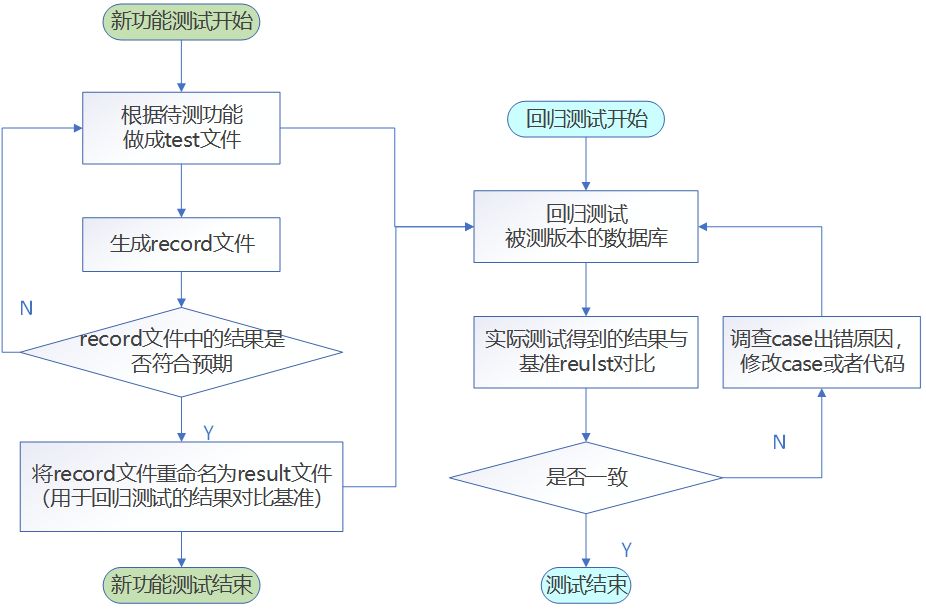 新功能测试开始
根据待测功能
做成test文件
生成record文件
N
record文件中的结果是
否符合预期
Y
将record文件重命名为result文件
（用于回归测试的结果对比基准）
新功能测试结束
回归测试开始
回归测试
被测版本的数据库
实际测试得到的结果与
基准reulst对比
调查case出错原因，
修改case或者代码
N
是否一致
Y
测试结束